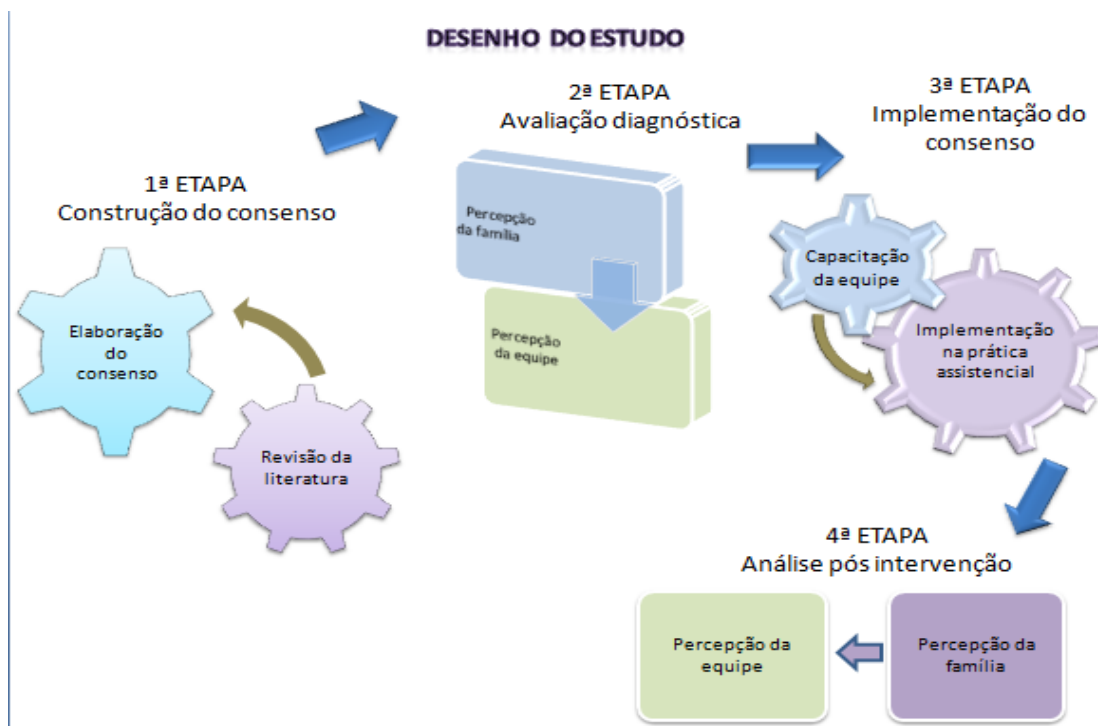 DESENHO DO ESTUDO
1ª ETAPA
Construção do consenso
Elaboração
do
consenso
Revisão da
literatura
2ª ETAPA
Avaliação diagnóstica
Percepção
da família
Percepção
da equipe
3ª ETAPA
Implementação do
consenso
Capacitação
da equipe
Implementação
na prática
assistencial
4ª ETAPA
Análise pós intervenção
Percepção da
equipe
Percepção da
família